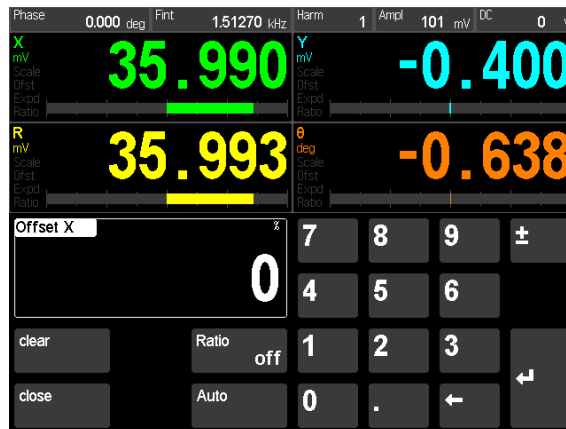 Phase 0.000 deg Fint 1.51270 kHz Harm 1 Ampl 101 mV DC 0
X
mV
Scale
Ofst
Expd
Ratio
35.990
Y
mV
Scale
Ofst
Expd
Ratio
-0.400
R
mV
Scale
Ofst
Expd
Ratio
35.993
θ
deg
Scale
Ofst
Expd
Ratio
-0.638
Offset X %
0
7 8 9 ±
4 5 6
clear
Ratio
off
1 2 3
close
Auto
0 . ← ↵